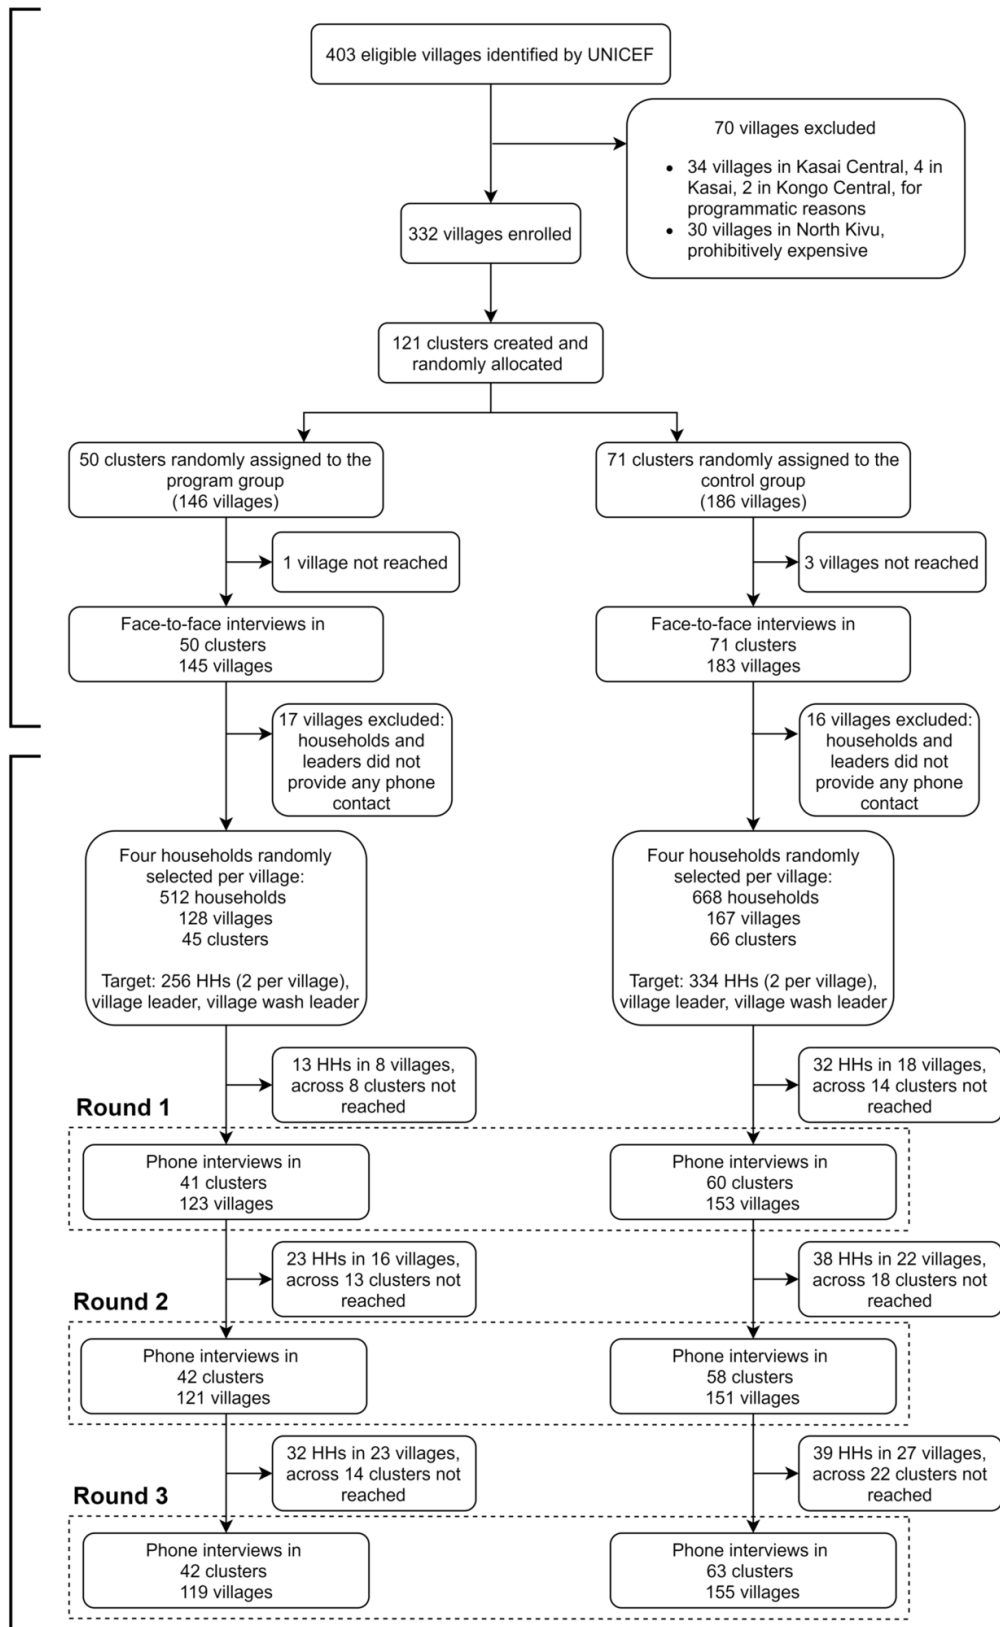 403 eligible villages identified by UNICEF
70 villages excluded
• 34 villages in Kasai Central, 4 in
Kasai, 2 in Kongo Central, for
programmatic reasons
• 30 villages in North Kivu,
prohibitively expensive
332 villages enrolled
121 clusters created and
randomly allocated
50 clusters randomly assigned to the
program group
(146 villages)
71 clusters randomly assigned to the
control group
(186 villages)
1 village not reached
3 villages not reached
Face-to-face interviews in
50 clusters
145 villages
Face-to-face interviews in
71 clusters
183 villages
17 villages excluded:
households and
leaders did not
provide any phone
contact
16 villages excluded:
households and
leaders did not
provide any phone
contact
Four households randomly
selected per village:
512 households
128 villages
45 clusters
Target: 256 HHs (2 per village),
village leader, village wash leader
Four households randomly
selected per village:
668 households
167 villages
66 clusters
Target: 334 HHs (2 per village),
village leader, village wash leader
13 HHs in 8 villages,
across 8 clusters not
reached
32 HHs in 18 villages,
across 14 clusters not
reached
Round 1
Phone interviews in
41 clusters
123 villages
Phone interviews in
60 clusters
153 villages
23 HHs in 16 villages,
across 13 clusters not
reached
38 HHs in 22 villages,
across 18 clusters not
reached
Round 2
Phone interviews in
42 clusters
121 villages
Phone interviews in
58 clusters
151 villages
32 HHs in 23 villages,
across 14 clusters not
reached
39 HHs in 27 villages,
across 22 clusters not
reached
Round 3
Phone interviews in
42 clusters
119 villages
Phone interviews in
63 clusters
155 villages